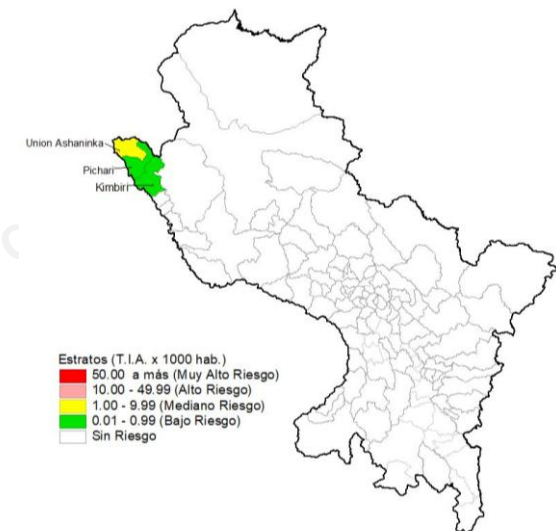 Union Ashaninka
Pichari
Kimbiri
Estratos (T.I.A. x 1000 hab.)
50.00 a más (Muy Alto Riesgo)
10.00 - 49.99 (Alto Riesgo)
1.00 - 9.99 (Mediano Riesgo)
0.01 - 0.99 (Bajo Riesgo)
Sin Riesgo